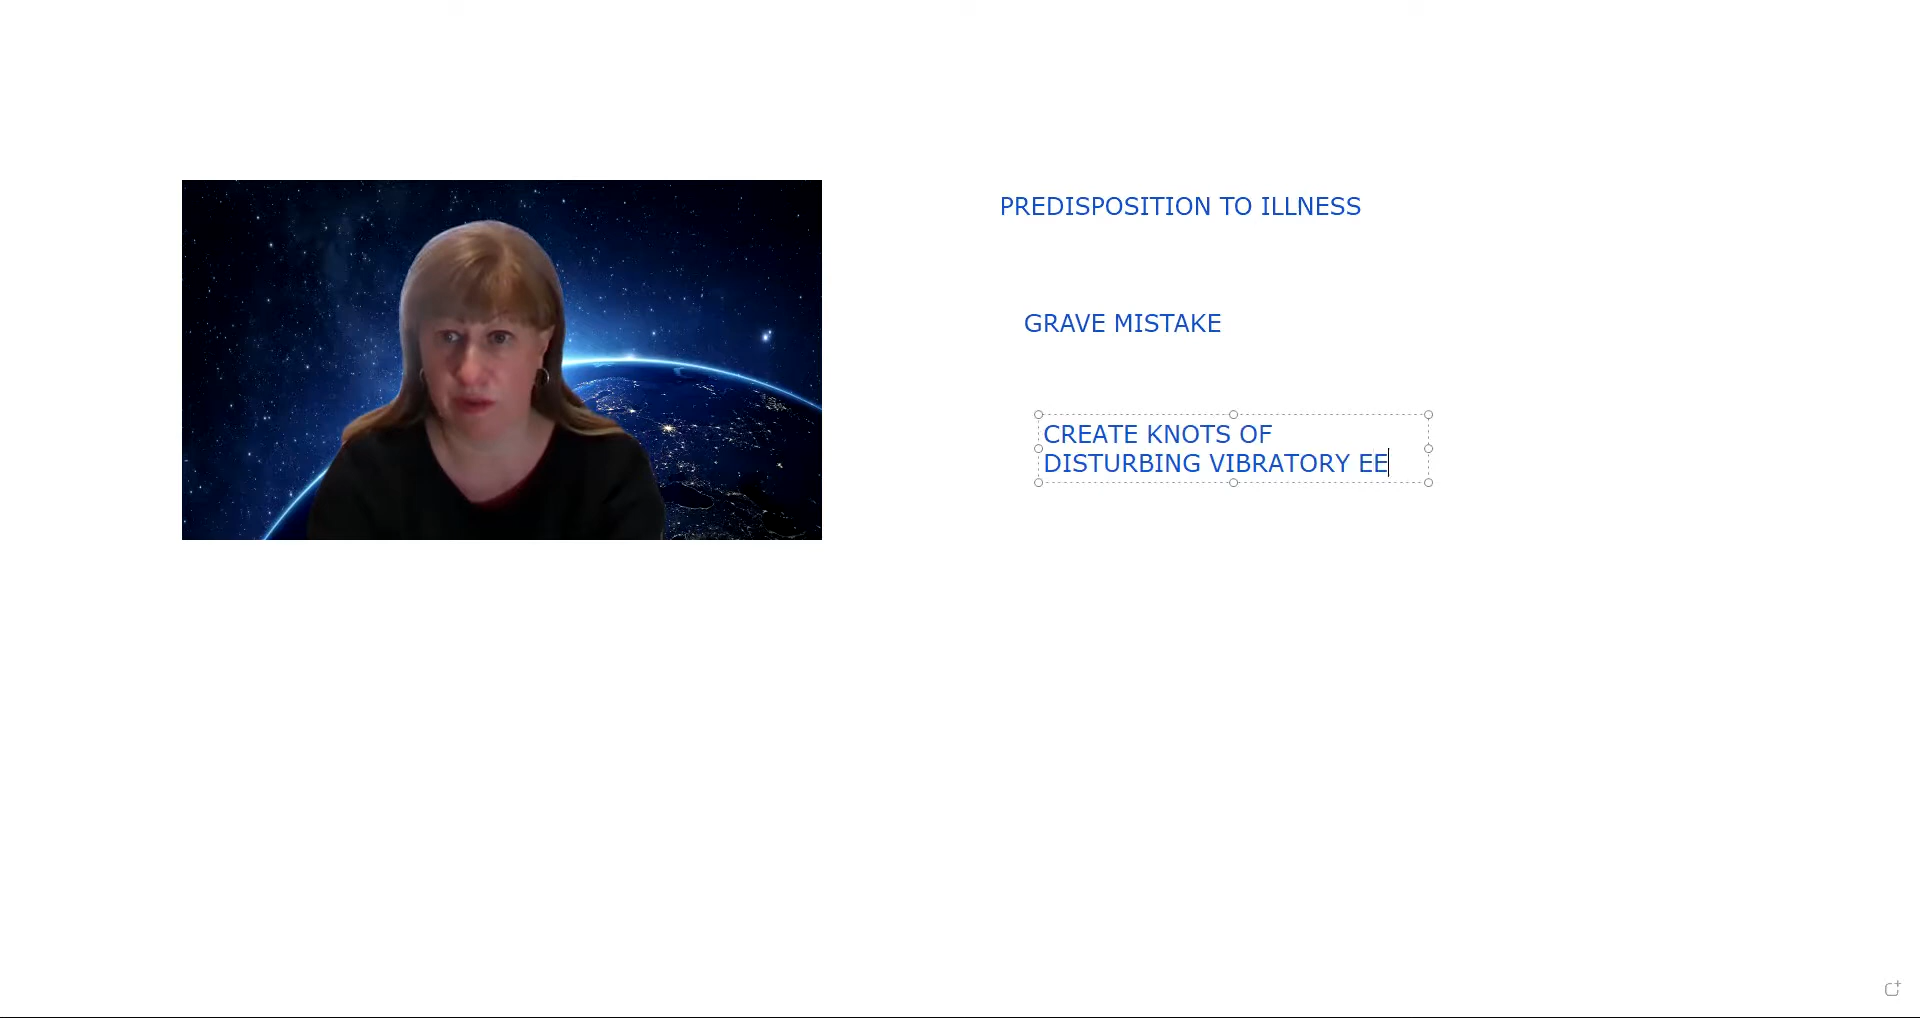 PREDISPOSITION TO ILLNESS
GRAVE MISTAKE
CREATE KNOTS OF
DISTURBING VIBRATORY EE